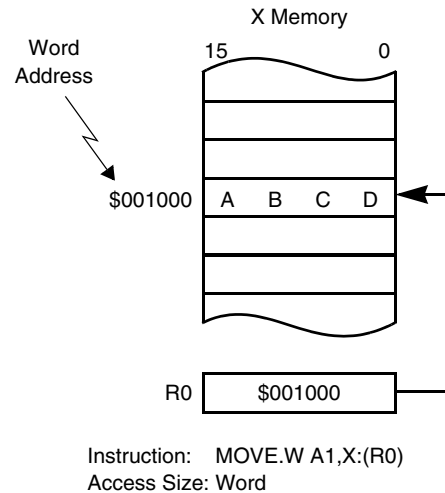 X Memory
Word
Address
15 0
$001000 A B C D
R0 $001000
Instruction: MOVE.W A1,X:(R0)
Access Size: Word